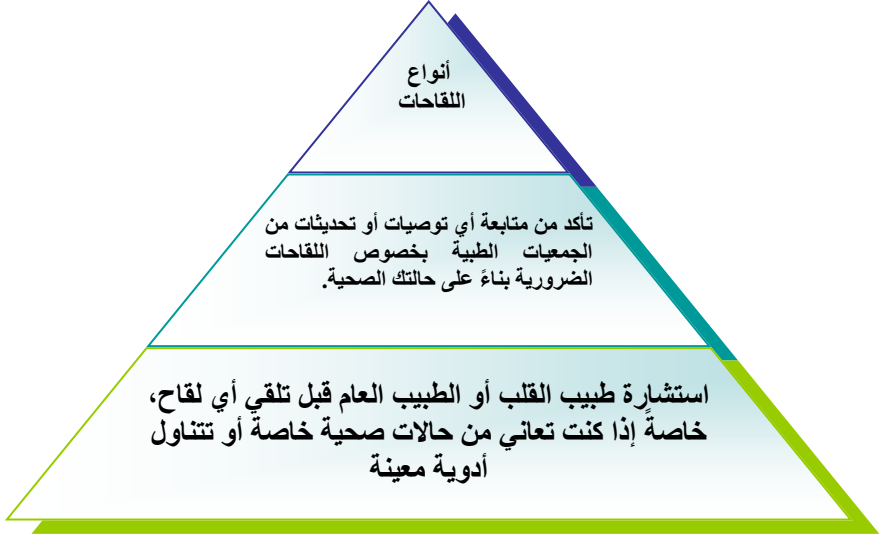 أنواع
اللقاحات
تأكد من متابعة أي توصيات أو تحديثات من
الجمعيات الطبية بخصوص اللقاحات
الضرورية بناءً على حالتك الصحية.
استشارة طبيب القلب أو الطبيب العام قبل تلقي أي لقاح،
خاصةً إذا كنت تعاني من حالات صحية خاصة أو تتناول
أدوية معينة